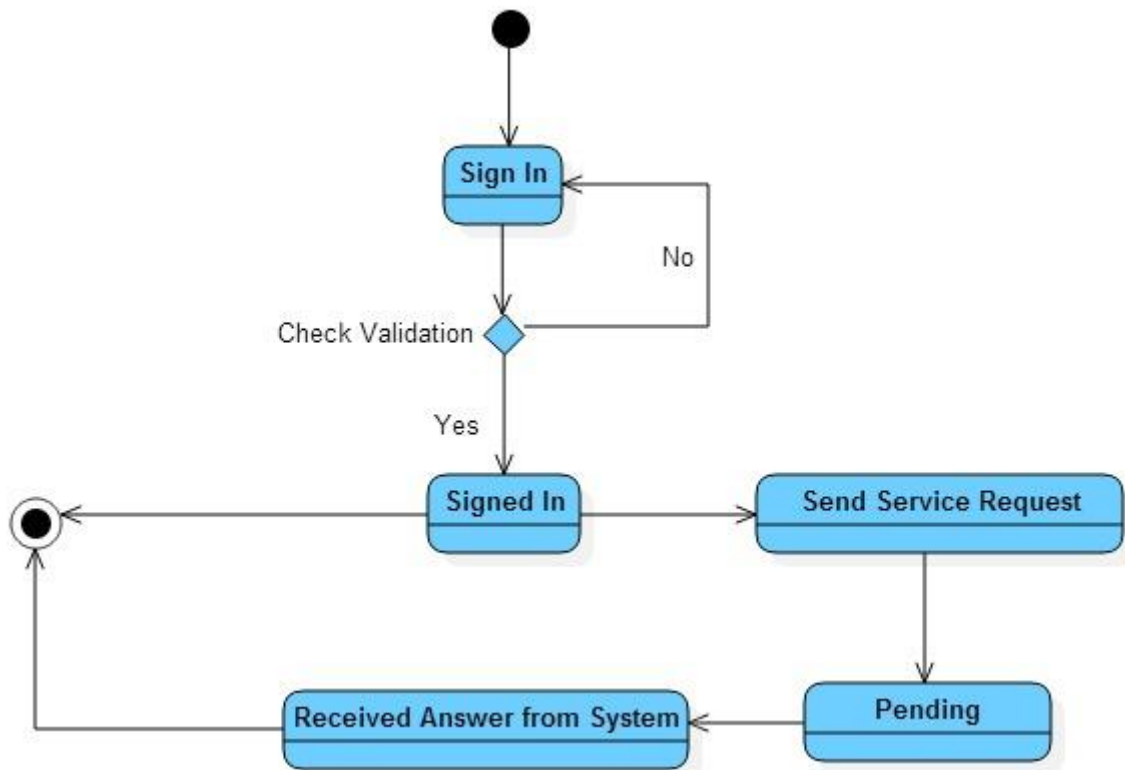 Sign In
No
Check Validation
Yes
Signed In
Send Service Request
Received Answer from System
Pending